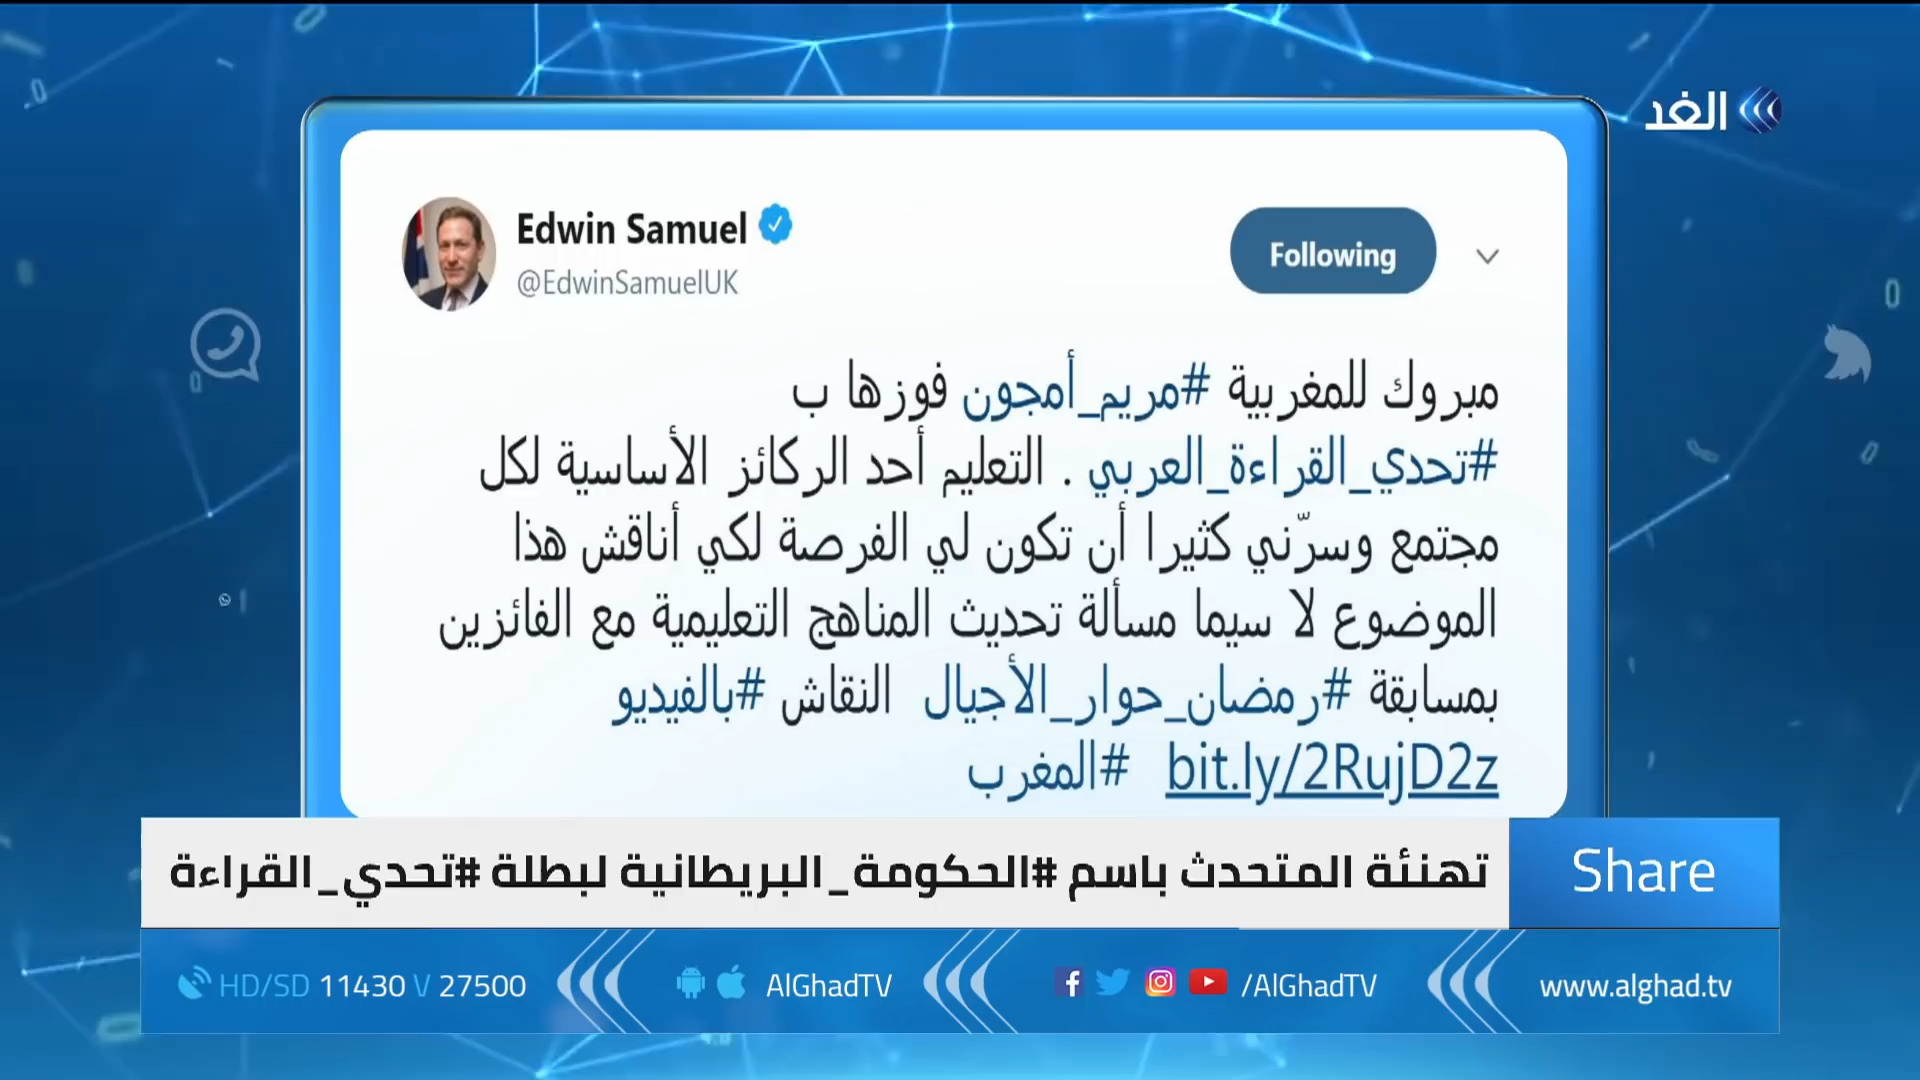 الغد
Edwin Samuel
@EdwinSamuelUK
Following
مبروك للمغربية #مريم_أمجون فوزها ب
#تحدي_القراءة_العربي . التعليم أحد الركائز الأساسية لكل
مجتمع وسرّني كثيرا أن تكون لي الفرصة لكي أناقش هذا
الموضوع لا سيما مسألة تحديث المناهج التعليمية مع الفائزين
بمسابقة #رمضان_حوار_الأجيال النقاش #بالفيديو
bit.ly/2RujD2z #المغرب
Share
تهنئة المتحدث باسم #الحكومة_البريطانية لبطلة #تحدي_القراءة
HD/SD 11430 V 27500
AlGhadTV
/AlGhadTV
www.alghad.tv